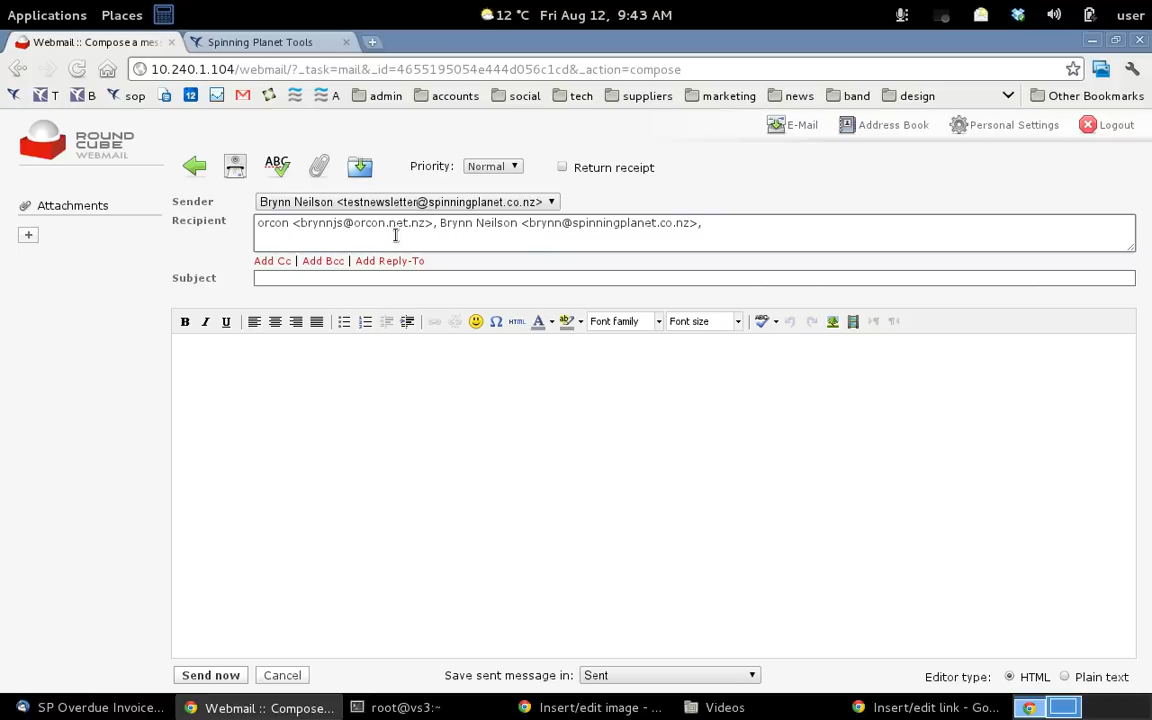 Applications Places 12 °C Fri Aug 12, 9:43 AM user
Webmail :: Compose a mes Spinning Planet Tools
10.240.1.104/webmail/?_task=mail&_id=4655195054e444d056c1cd&_action=compose
T B sop 12 A admin accounts social tech suppliers marketing news band design Other Bookmarks
ROUND CUBE WEBMAIL
E-Mail Address Book Personal Settings Logout
ABC Priority: Normal Return receipt
Attachments
Sender Brynn Neilson <testnewsletter@spinningplanet.co.nz>
Recipient orcon <brynnjs@orcon.net.nz>, Brynn Neilson <brynn@spinningplanet.co.nz>,
Add Cc | Add Bcc | Add Reply-To
Subject
B I U Ω HTML A ab Font family Font size
Send now Cancel Save sent message in: Sent Editor type: HTML Plain text
SP Overdue Invoice... Webmail :: Compose... root@vs3:~ Insert/edit image - ... Videos Insert/edit link - Go...